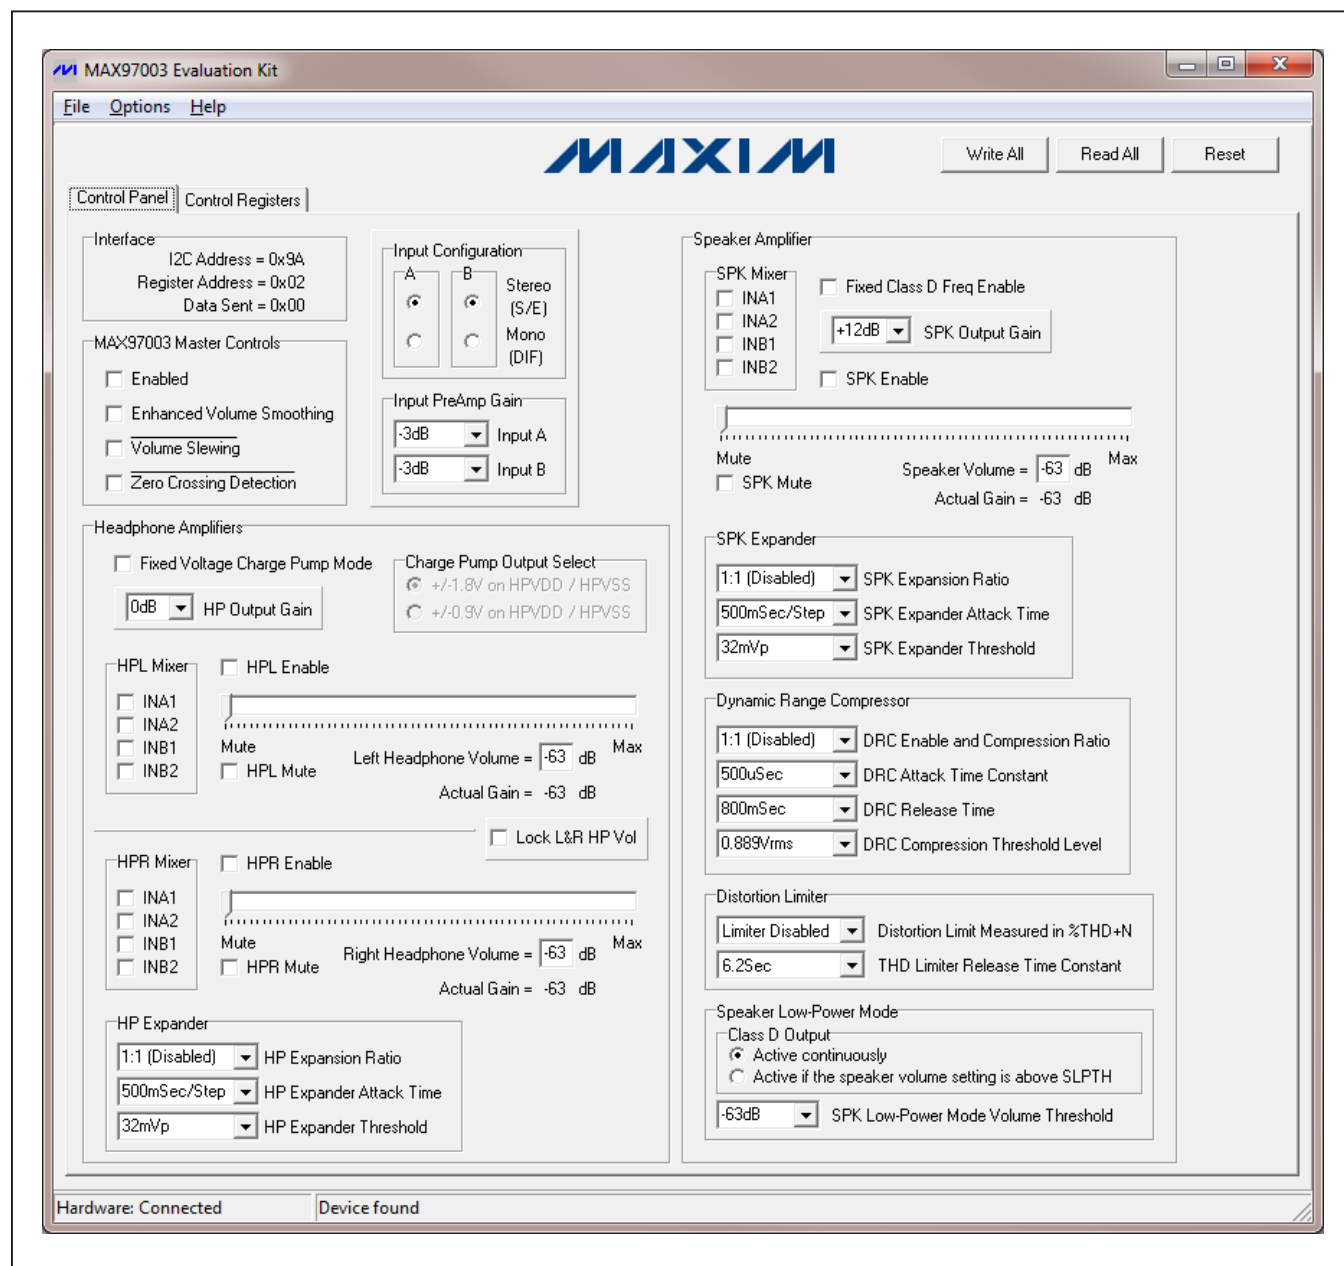 MAX97003 Evaluation Kit
File Options Help
MAXIM
Write All Read All Reset
Control Panel Control Registers
Interface
I2C Address = 0x9A
Register Address = 0x02
Data Sent = 0x00
MAX97003 Master Controls
Enabled
Enhanced Volume Smoothing
Volume Slewing
Zero Crossing Detection
Input Configuration
A B
Stereo
(S/E)
Mono
(DIF)
Input PreAmp Gain
-3dB Input A
-3dB Input B
Headphone Amplifiers
Fixed Voltage Charge Pump Mode
0dB HP Output Gain
Charge Pump Output Select
+/-1.8V on HPVDD / HPVSS
+/-0.9V on HPVDD / HPVSS
HPL Mixer
INA1
INA2
INB1
INB2
HPL Enable
Mute Max
Left Headphone Volume = -63 dB
HPL Mute
Actual Gain = -63 dB
Lock L&R HP Vol
HPR Mixer
INA1
INA2
INB1
INB2
HPR Enable
Mute Max
Right Headphone Volume = -63 dB
HPR Mute
Actual Gain = -63 dB
HP Expander
1:1 (Disabled) HP Expansion Ratio
500mSec/Step HP Expander Attack Time
32mVp HP Expander Threshold
Speaker Amplifier
SPK Mixer
INA1
INA2
INB1
INB2
Fixed Class D Freq Enable
+12dB SPK Output Gain
SPK Enable
Mute Max
Speaker Volume = -63 dB
SPK Mute
Actual Gain = -63 dB
SPK Expander
1:1 (Disabled) SPK Expansion Ratio
500mSec/Step SPK Expander Attack Time
32mVp SPK Expander Threshold
Dynamic Range Compressor
1:1 (Disabled) DRC Enable and Compression Ratio
500uSec DRC Attack Time Constant
800mSec DRC Release Time
0.889Vrms DRC Compression Threshold Level
Distortion Limiter
Limiter Disabled Distortion Limit Measured in %THD+N
6.2Sec THD Limiter Release Time Constant
Speaker Low-Power Mode
Class D Output
Active continuously
Active if the speaker volume setting is above SLPTH
-63dB SPK Low-Power Mode Volume Threshold
Hardware: Connected Device found